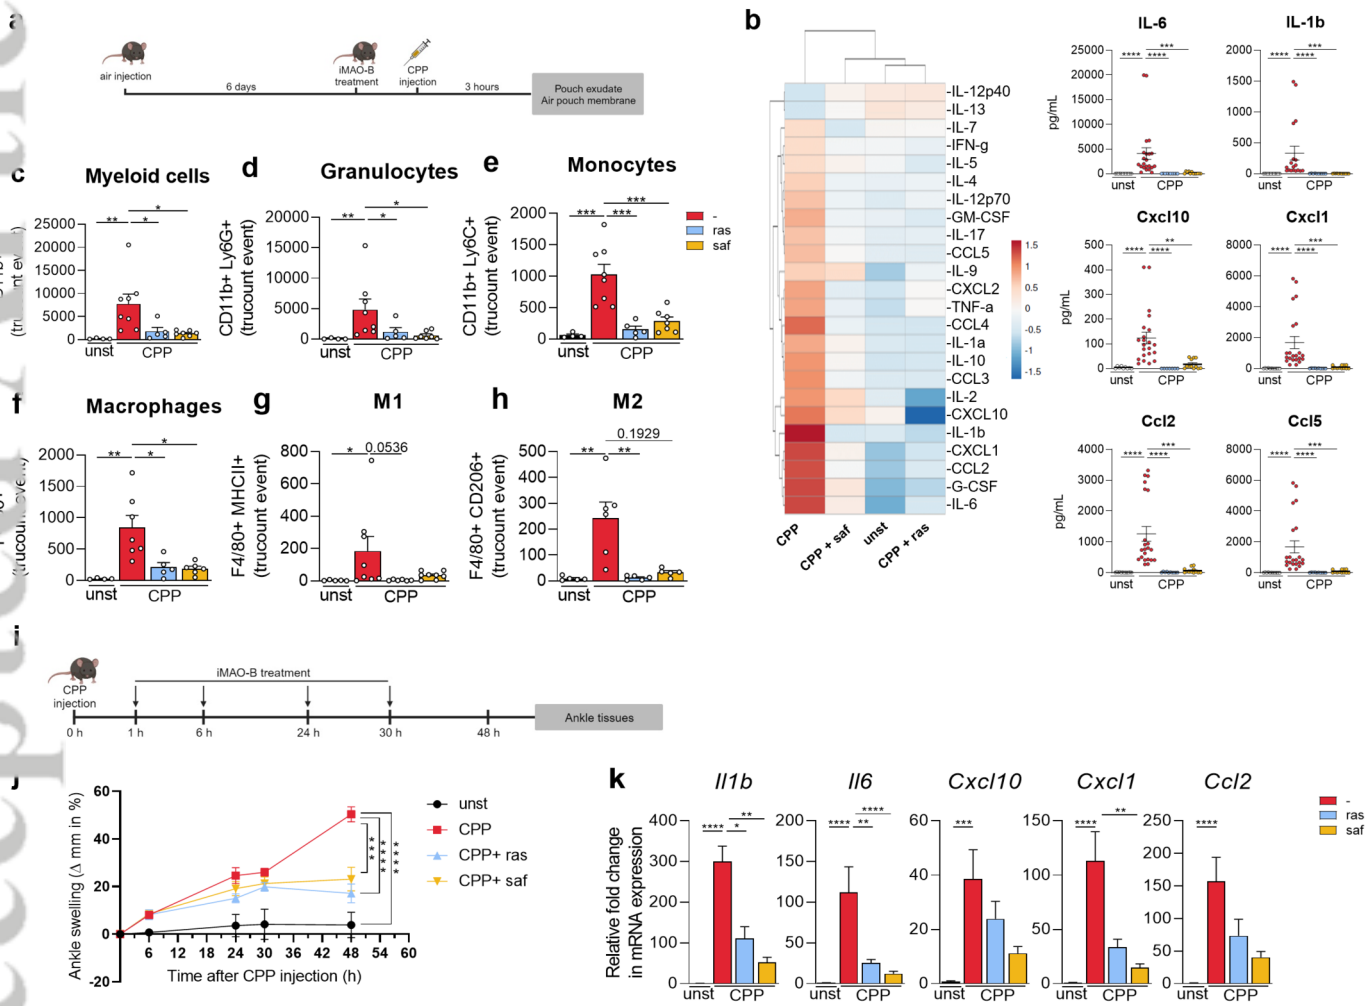 a
air injection
6 days
iMAO-B
treatment
CPP
injection
3 hours
Pouch exudate
Air pouch membrane
b
-IL-12p40
-IL-13
-IL-7
-IFN-g
-IL-5
-IL-4
-IL-12p70
-GM-CSF
-IL-17
-CCL5
-IL-9
-CXCL2
-TNF-a
-CCL4
-IL-1a
-IL-10
-CCL3
-IL-2
-CXCL10
-IL-1b
-CXCL1
-CCL2
-G-CSF
-IL-6
CPP
CPP + saf
unst
CPP + ras
1.5
1
0.5
0
-0.5
-1
-1.5
IL-6
pg/mL
25000
20000
15000
10000
5000
0
**** **** ***
unst CPP
IL-1b
2000
1500
1000
500
0
**** **** ***
unst CPP
Cxcl10
pg/mL
500
400
300
200
100
0
**** **** **
unst CPP
Cxcl1
8000
6000
4000
2000
0
**** **** ***
unst CPP
Ccl2
pg/mL
4000
3000
2000
1000
0
**** **** ***
unst CPP
Ccl5
8000
6000
4000
2000
0
**** **** ***
unst CPP
c
Myeloid cells
(trucount event)
25000
20000
15000
10000
5000
0
** * *
unst CPP
d
Granulocytes
CD11b+ Ly6G+
(trucount event)
20000
15000
10000
5000
0
** * *
unst CPP
e
Monocytes
CD11b+ Ly6C+
(trucount event)
2000
1500
1000
500
0
*** *** ***
unst CPP
-
ras
saf
f
Macrophages
(trucount event)
2000
1500
1000
500
0
** * *
unst CPP
g
M1
F4/80+ MHCII+
(trucount event)
800
600
400
200
0
* 0.0536
unst CPP
h
M2
F4/80+ CD206+
(trucount event)
500
400
300
200
100
0
** ** 0.1929
unst CPP
i
CPP
injection
iMAO-B treatment
0 h
1 h
6 h
24 h
30 h
48 h
Ankle tissues
j
Ankle swelling (Δ mm in %)
60
40
20
0
-20
6 12 18 24 30 36 42 48 54 60
Time after CPP injection (h)
***
****
****
unst
CPP
CPP+ ras
CPP+ saf
k
Relative fold change
in mRNA expression
Il1b
400
300
200
100
0
**** * **
unst CPP
Il6
200
150
100
50
0
**** ** ****
unst CPP
Cxcl10
60
40
20
0
***
unst CPP
Cxcl1
150
100
50
0
**** **
unst CPP
Ccl2
250
200
150
100
50
0
****
unst CPP
-
ras
saf